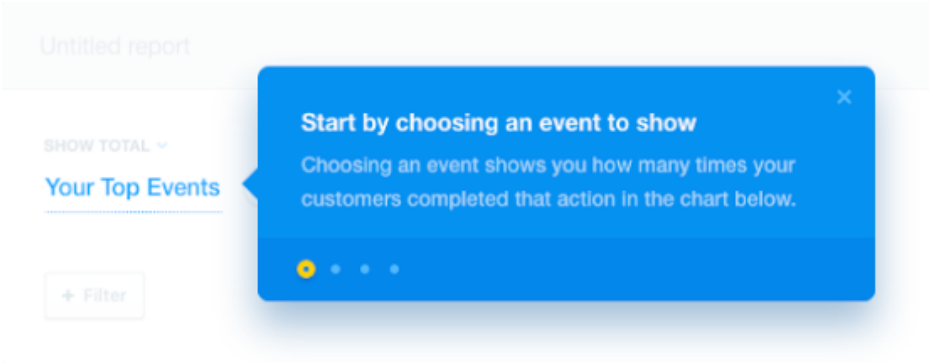 Untitled report
Start by choosing an event to show
SHOW TOTAL
Choosing an event shows you how many times your
Your Top Events
customers completed that action in the chart below.
+ Filter